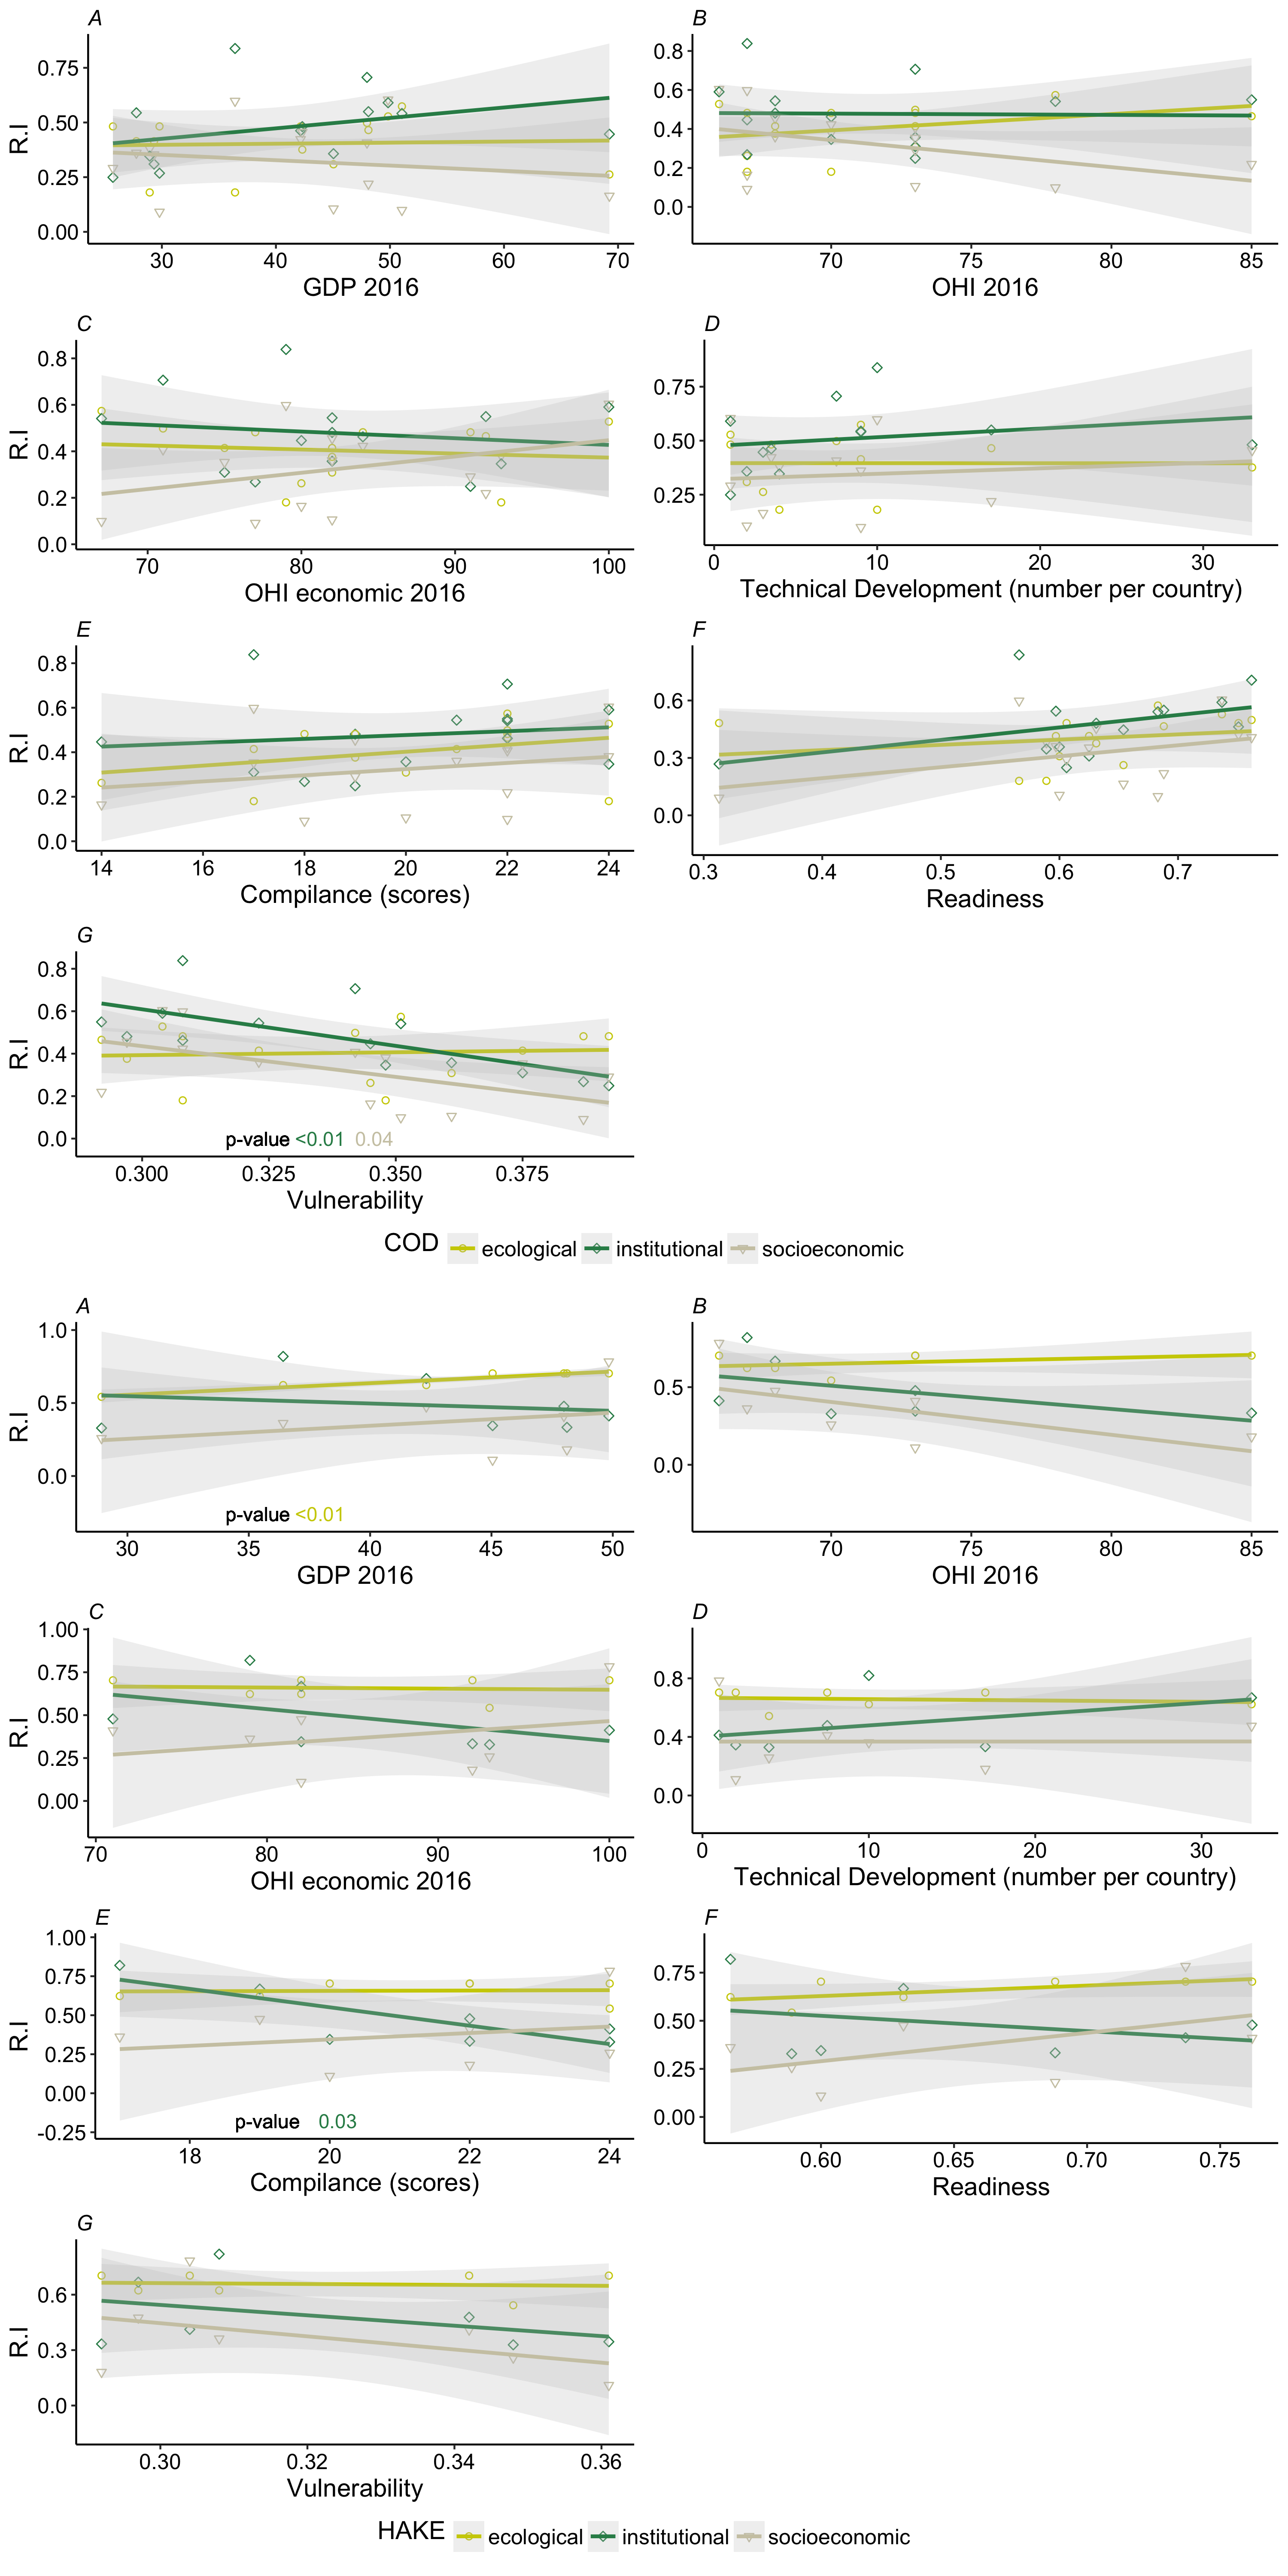 A
B
R.I
0.75
0.50
0.25
0.00
0.8
0.6
0.4
0.2
0.0
30 40 50 60 70
70 75 80 85
GDP 2016
OHI 2016
C
D
R.I
0.8
0.6
0.4
0.2
0.0
0.75
0.50
0.25
70 80 90 100
0 10 20 30
OHI economic 2016
Technical Development (number per country)
E
F
R.I
0.8
0.6
0.4
0.2
0.0
0.6
0.3
0.0
14 16 18 20 22 24
0.3 0.4 0.5 0.6 0.7
Compilance (scores)
Readiness
G
R.I
0.8
0.6
0.4
0.2
0.0
p-value <0.01 0.04
0.300 0.325 0.350 0.375
Vulnerability
COD ecological institutional socioeconomic
A
B
R.I
1.0
0.5
0.0
0.5
0.0
p-value <0.01
30 35 40 45 50
70 75 80 85
GDP 2016
OHI 2016
C
D
R.I
1.00
0.75
0.50
0.25
0.00
0.8
0.4
0.0
70 80 90 100
0 10 20 30
OHI economic 2016
Technical Development (number per country)
E
F
R.I
1.00
0.75
0.50
0.25
0.00
-0.25
0.75
0.50
0.25
0.00
p-value 0.03
18 20 22 24
0.60 0.65 0.70 0.75
Compilance (scores)
Readiness
G
R.I
0.6
0.3
0.0
0.30 0.32 0.34 0.36
Vulnerability
HAKE ecological institutional socioeconomic